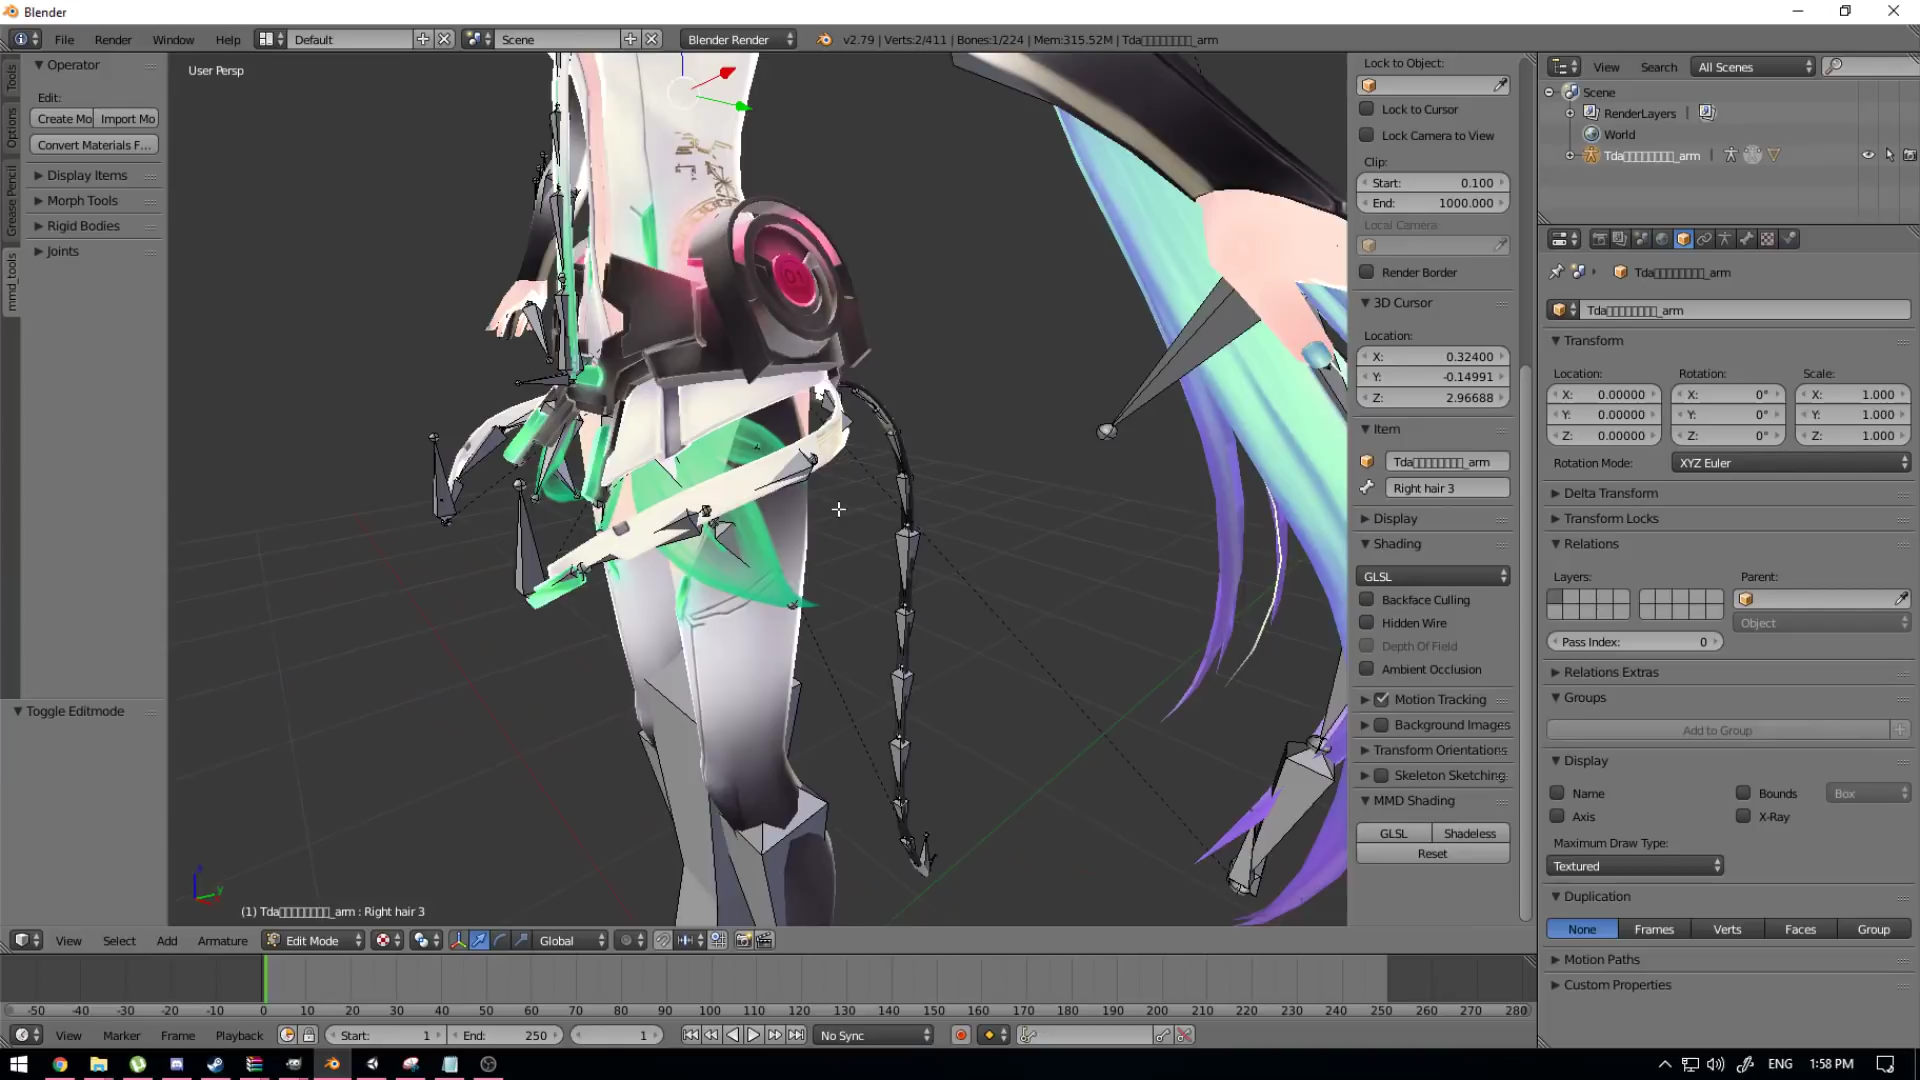 Blender
File
Render
Window
Help
Default
Scene
Blender Render
v2.79 | Verts:2/411 | Bones:1/224 | Mem:315.52M | Tda▯▯▯▯▯▯▯▯_arm
Tools
Options
Grease Pencil
mmd_tools
Operator
Edit:
Create Mo
Import Mo
Convert Materials F...
Display Items
Morph Tools
Rigid Bodies
Joints
Toggle Editmode
User Persp
01
(1) Tda▯▯▯▯▯▯▯▯_arm : Right hair 3
Lock to Object:
Lock to Cursor
Lock Camera to View
Clip:
Start: 0.100
End: 1000.000
Local Camera:
Render Border
3D Cursor
Location:
X: 0.32400
Y: -0.14991
Z: 2.96688
Item
Tda▯▯▯▯▯▯▯▯_arm
Right hair 3
Display
Shading
GLSL
Backface Culling
Hidden Wire
Depth Of Field
Ambient Occlusion
Motion Tracking
Background Images
Transform Orientations
Skeleton Sketching
MMD Shading
GLSL
Shadeless
Reset
View
Search
All Scenes
Scene
RenderLayers
World
Tda▯▯▯▯▯▯▯▯_arm
Tda▯▯▯▯▯▯▯▯_arm
Tda▯▯▯▯▯▯▯▯_arm
Transform
Location:
Rotation:
Scale:
X: 0.00000
X: 0°
X: 1.000
Y: 0.00000
Y: 0°
Y: 1.000
Z: 0.00000
Z: 0°
Z: 1.000
Rotation Mode:
XYZ Euler
Delta Transform
Transform Locks
Relations
Layers:
Parent:
Object
Pass Index: 0
Relations Extras
Groups
Add to Group
Display
Name
Bounds
Box
Axis
X-Ray
Maximum Draw Type:
Textured
Duplication
None
Frames
Verts
Faces
Group
Motion Paths
Custom Properties
View
Select
Add
Armature
Edit Mode
Global
-50 -40 -30 -20 -10 0 10 20 30 40 50 60 70 80 90 100 110 120 130 140 150 160 170 180 190 200 210 220 230 240 250 260 270 280
View
Marker
Frame
Playback
Start: 1
End: 250
1
No Sync
ENG
1:58 PM